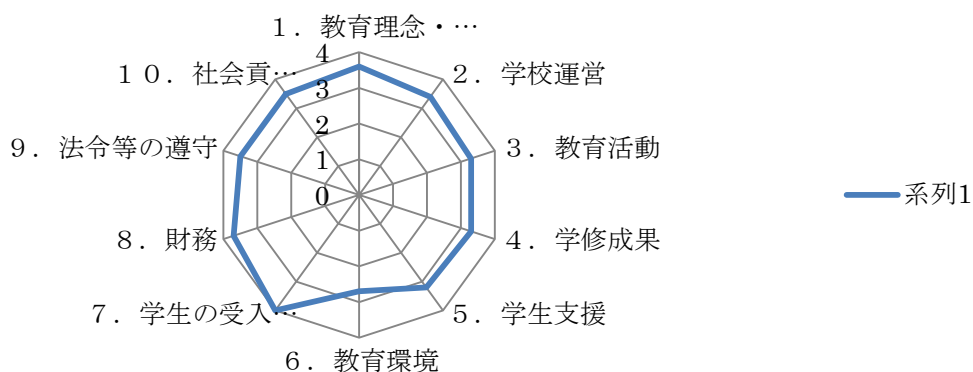 1．教育理念・…
2．学校運営
3．教育活動
4．学修成果
5．学生支援
6．教育環境
7．学生の受入…
8．財務
9．法令等の遵守
10．社会貢…
4
3
2
1
0
系列1